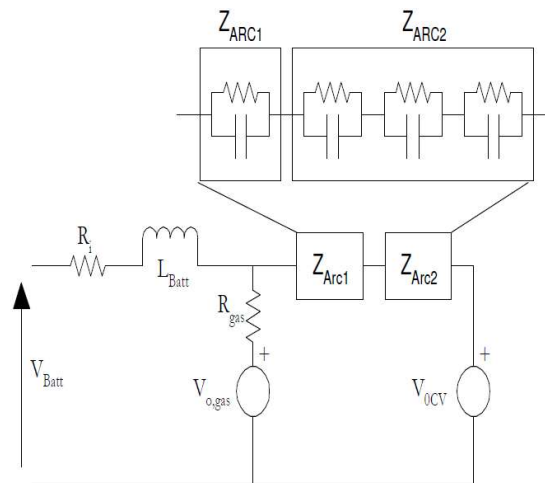 Z_ARC1
Z_ARC2
R_i
L_Batt
Z_Arc1
Z_Arc2
R_gas
+
+
V_Batt
V_o,gas
V_0CV